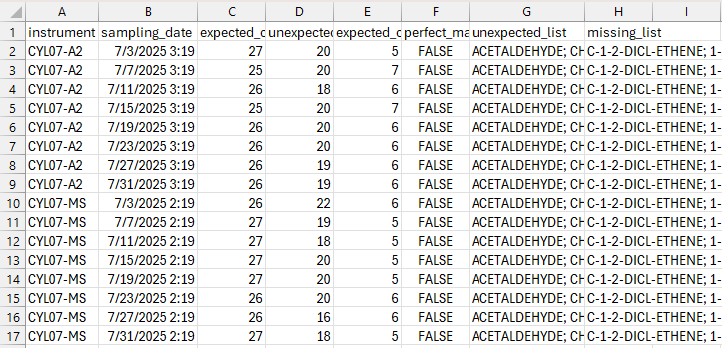 A B C D E F G H I
1 instrument sampling_date expected_c unexpected expected_c perfect_ma unexpected_list missing_list
2 CYL07-A2 7/3/2025 3:19 27 20 5 FALSE ACETALDEHYDE; CH C-1-2-DICL-ETHENE; 1-
3 CYL07-A2 7/7/2025 3:19 25 20 7 FALSE ACETALDEHYDE; CH C-1-2-DICL-ETHENE; 1-
4 CYL07-A2 7/11/2025 3:19 26 18 6 FALSE ACETALDEHYDE; CH C-1-2-DICL-ETHENE; 1-
5 CYL07-A2 7/15/2025 3:19 25 20 7 FALSE ACETALDEHYDE; CH C-1-2-DICL-ETHENE; 1-
6 CYL07-A2 7/19/2025 3:19 26 20 6 FALSE ACETALDEHYDE; CH C-1-2-DICL-ETHENE; 1-
7 CYL07-A2 7/23/2025 3:19 26 20 6 FALSE ACETALDEHYDE; CH C-1-2-DICL-ETHENE; 1-
8 CYL07-A2 7/27/2025 3:19 26 19 6 FALSE ACETALDEHYDE; CH C-1-2-DICL-ETHENE; 1-
9 CYL07-A2 7/31/2025 3:19 26 19 6 FALSE ACETALDEHYDE; CH C-1-2-DICL-ETHENE; 1-
10 CYL07-MS 7/3/2025 2:19 26 22 6 FALSE ACETALDEHYDE; CH C-1-2-DICL-ETHENE; 1-
11 CYL07-MS 7/7/2025 2:19 27 19 5 FALSE ACETALDEHYDE; CH C-1-2-DICL-ETHENE; 1-
12 CYL07-MS 7/11/2025 2:19 27 18 5 FALSE ACETALDEHYDE; CH C-1-2-DICL-ETHENE; 1-
13 CYL07-MS 7/15/2025 2:19 27 20 5 FALSE ACETALDEHYDE; CH C-1-2-DICL-ETHENE; 1-
14 CYL07-MS 7/19/2025 2:19 27 20 5 FALSE ACETALDEHYDE; CH C-1-2-DICL-ETHENE; 1-
15 CYL07-MS 7/23/2025 2:19 26 20 6 FALSE ACETALDEHYDE; CH C-1-2-DICL-ETHENE; 1-
16 CYL07-MS 7/27/2025 2:19 26 16 6 FALSE ACETALDEHYDE; CH C-1-2-DICL-ETHENE; 1-
17 CYL07-MS 7/31/2025 2:19 27 18 5 FALSE ACETALDEHYDE; CH C-1-2-DICL-ETHENE; 1-